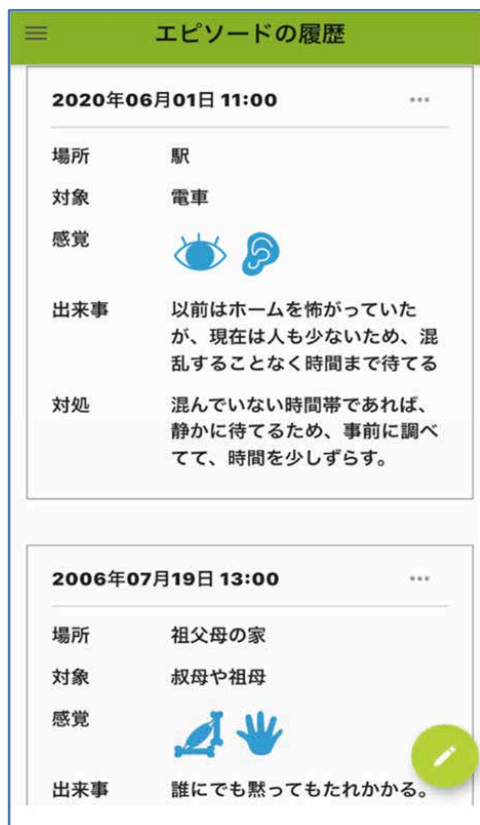 エピソードの履歴
2020年06月01日 11:00
場所 駅
対象 電車
感覚
出来事 以前はホームを怖がっていた
が、現在は人も少ないため、混
乱することなく時間まで待てる
対処 混んでいない時間帯であれば、
静かに待てるため、事前に調べ
てて、時間を少しずらす。
2006年07月19日 13:00
場所 祖父母の家
対象 叔母や祖母
感覚
出来事 誰にでも黙ってもたれかかる。